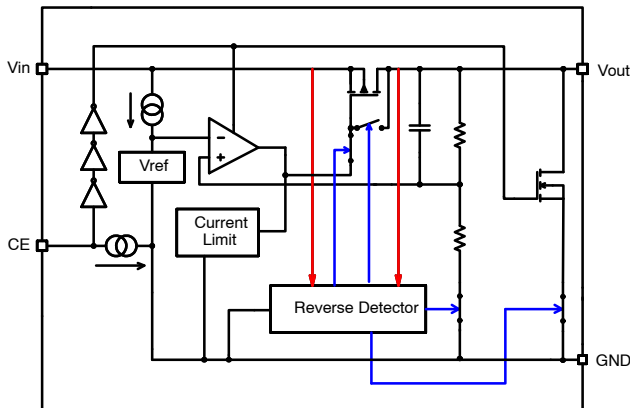 Vin
Vout
−
+
Vref
CE
Current
Limit
Reverse Detector
GND